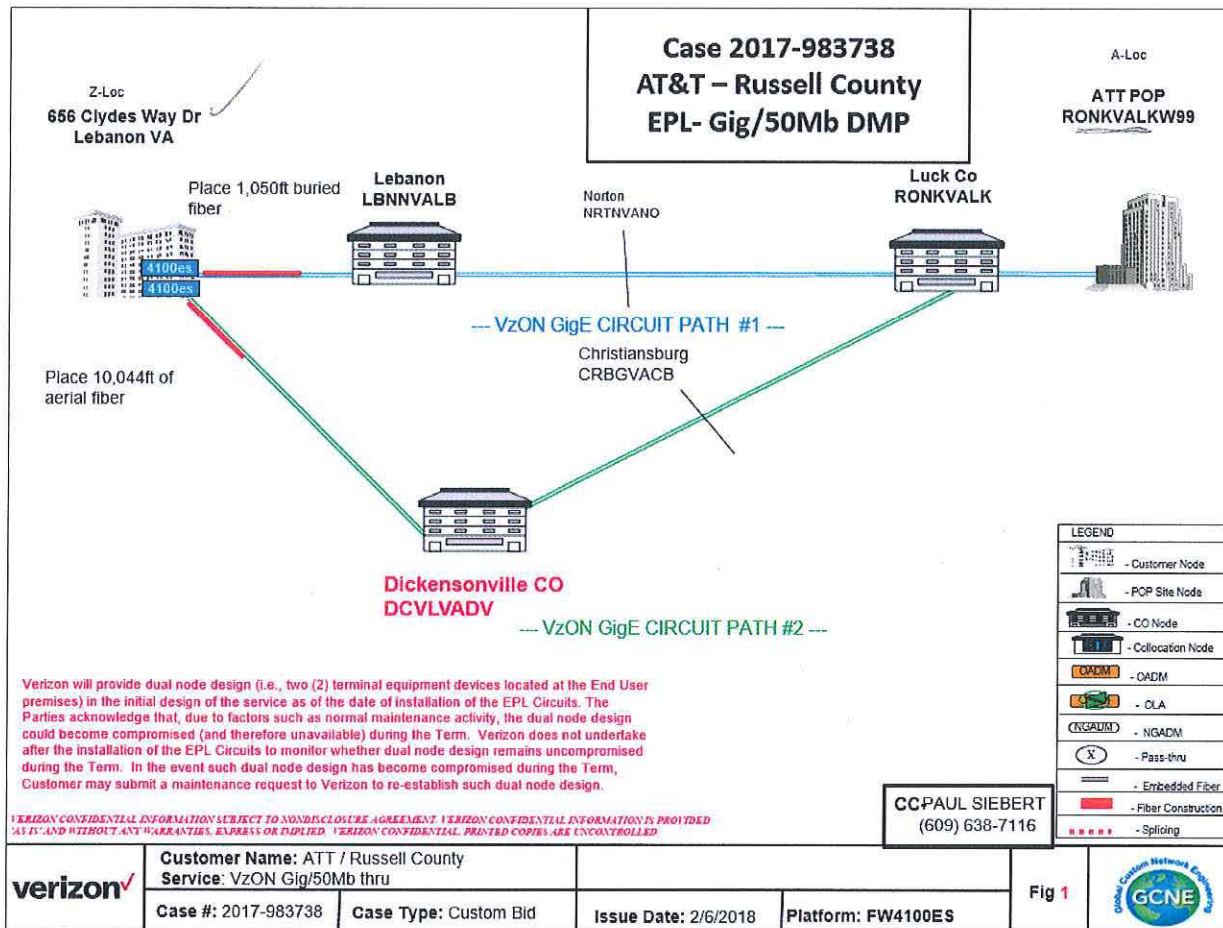 Case 2017-983738
AT&T – Russell County
EPL- Gig/50Mb DMP
Z-Loc
656 Clydes Way Dr
Lebanon VA
A-Loc
ATT POP
RONKVALKW99
Place 1,050ft buried
fiber
Lebanon
LBNNVALB
Norton
NRTNVANO
Luck Co
RONKVALK
4100es
4100es
--- VzON GigE CIRCUIT PATH #1 ---
Christiansburg
CRBGVACB
Place 10,044ft of
aerial fiber
Dickensonville CO
DCVLVADV
--- VzON GigE CIRCUIT PATH #2 ---
LEGEND
- Customer Node
- POP Site Node
- CO Node
- Collocation Node
OADM - OADM
- OLA
NGADM - NGADM
X - Pass-thru
- Embedded Fiber
- Fiber Construction
- Splicing
Verizon will provide dual node design (i.e., two (2) terminal equipment devices located at the End User
premises) in the initial design of the service as of the date of installation of the EPL Circuits. The
Parties acknowledge that, due to factors such as normal maintenance activity, the dual node design
could become compromised (and therefore unavailable) during the Term. Verizon does not undertake
after the installation of the EPL Circuits to monitor whether dual node design remains uncompromised
during the Term. In the event such dual node design has become compromised during the Term,
Customer may submit a maintenance request to Verizon to re-establish such dual node design.
CC-PAUL SIEBERT
(609) 638-7116
VERIZON CONFIDENTIAL INFORMATION SUBJECT TO NONDISCLOSURE AGREEMENT. VERIZON CONFIDENTIAL INFORMATION IS PROVIDED
'AS IS' AND WITHOUT ANY WARRANTIES, EXPRESS OR IMPLIED. VERIZON CONFIDENTIAL, PRINTED COPIES ARE UNCONTROLLED
verizon
Customer Name: ATT / Russell County
Service: VzON Gig/50Mb thru
Case #: 2017-983738
Case Type: Custom Bid
Issue Date: 2/6/2018
Platform: FW4100ES
Fig 1
Global Custom Network Engineering
GCNE